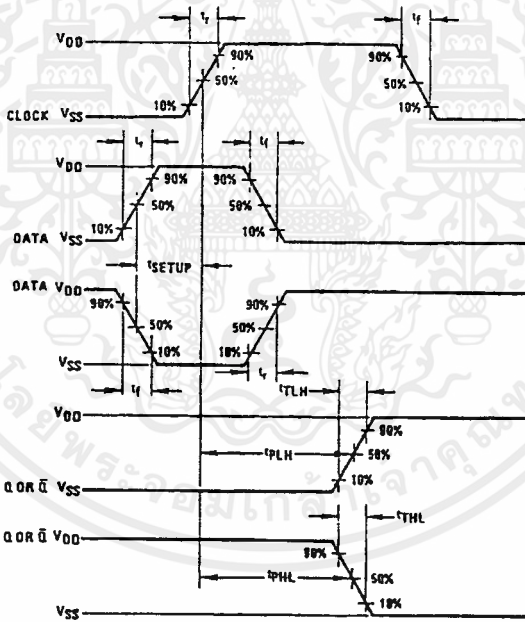 tr tf
VDD
90% 90%
50% 50%
10% 10%
CLOCK VSS
tr tf
VDD
90% 90%
50% 50%
10% 10%
DATA VSS
tSETUP
DATA VDD
90% 90%
50% 50%
10% 10%
VSS
tf tr
tTLH
VDD
90%
50%
tPLH
10%
Q OR Q̄ VSS
Q OR Q̄ VDD
tTHL
90%
50%
tPHL
10%
VSS